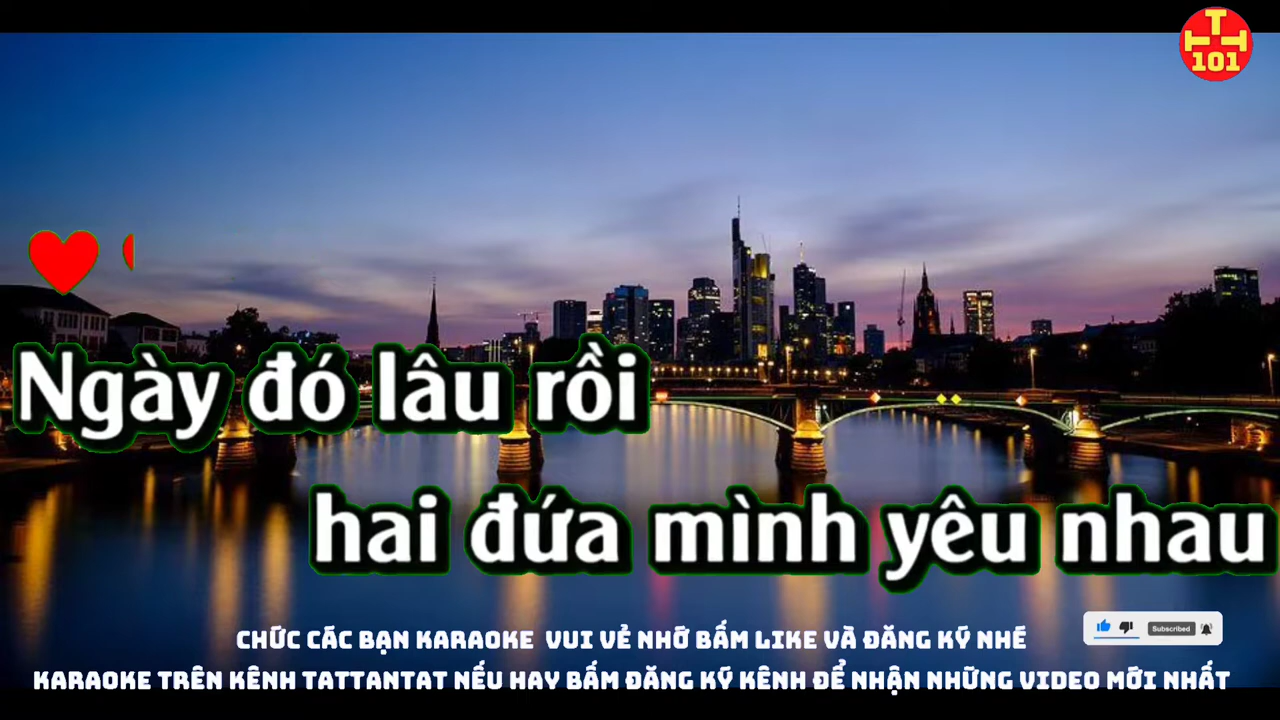 T
H
101
Ngày đó lâu rồi
hai đứa mình yêu nhau
CHÚC CÁC BẠN KARAOKE VUI VẺ NHỚ BẤM LIKE VÀ ĐĂNG KÝ NHÉ
Subscribed
KARAOKE TRÊN KÊNH TATTANTAT NẾU HAY BẤM ĐĂNG KÝ KÊNH ĐỂ NHẬN NHỮNG VIDEO MỚI NHẤT